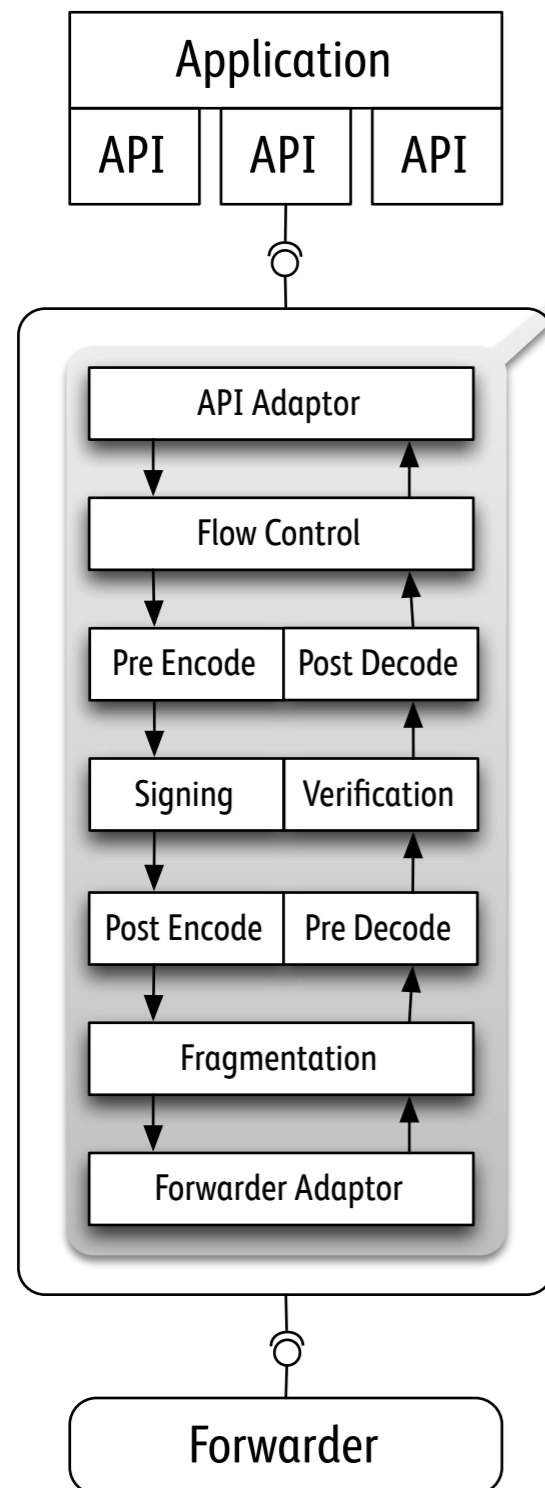 Application
API API API
API Adaptor
Flow Control
Pre Encode Post Decode
Signing Verification
Post Encode Pre Decode
Fragmentation
Forwarder Adaptor
Forwarder